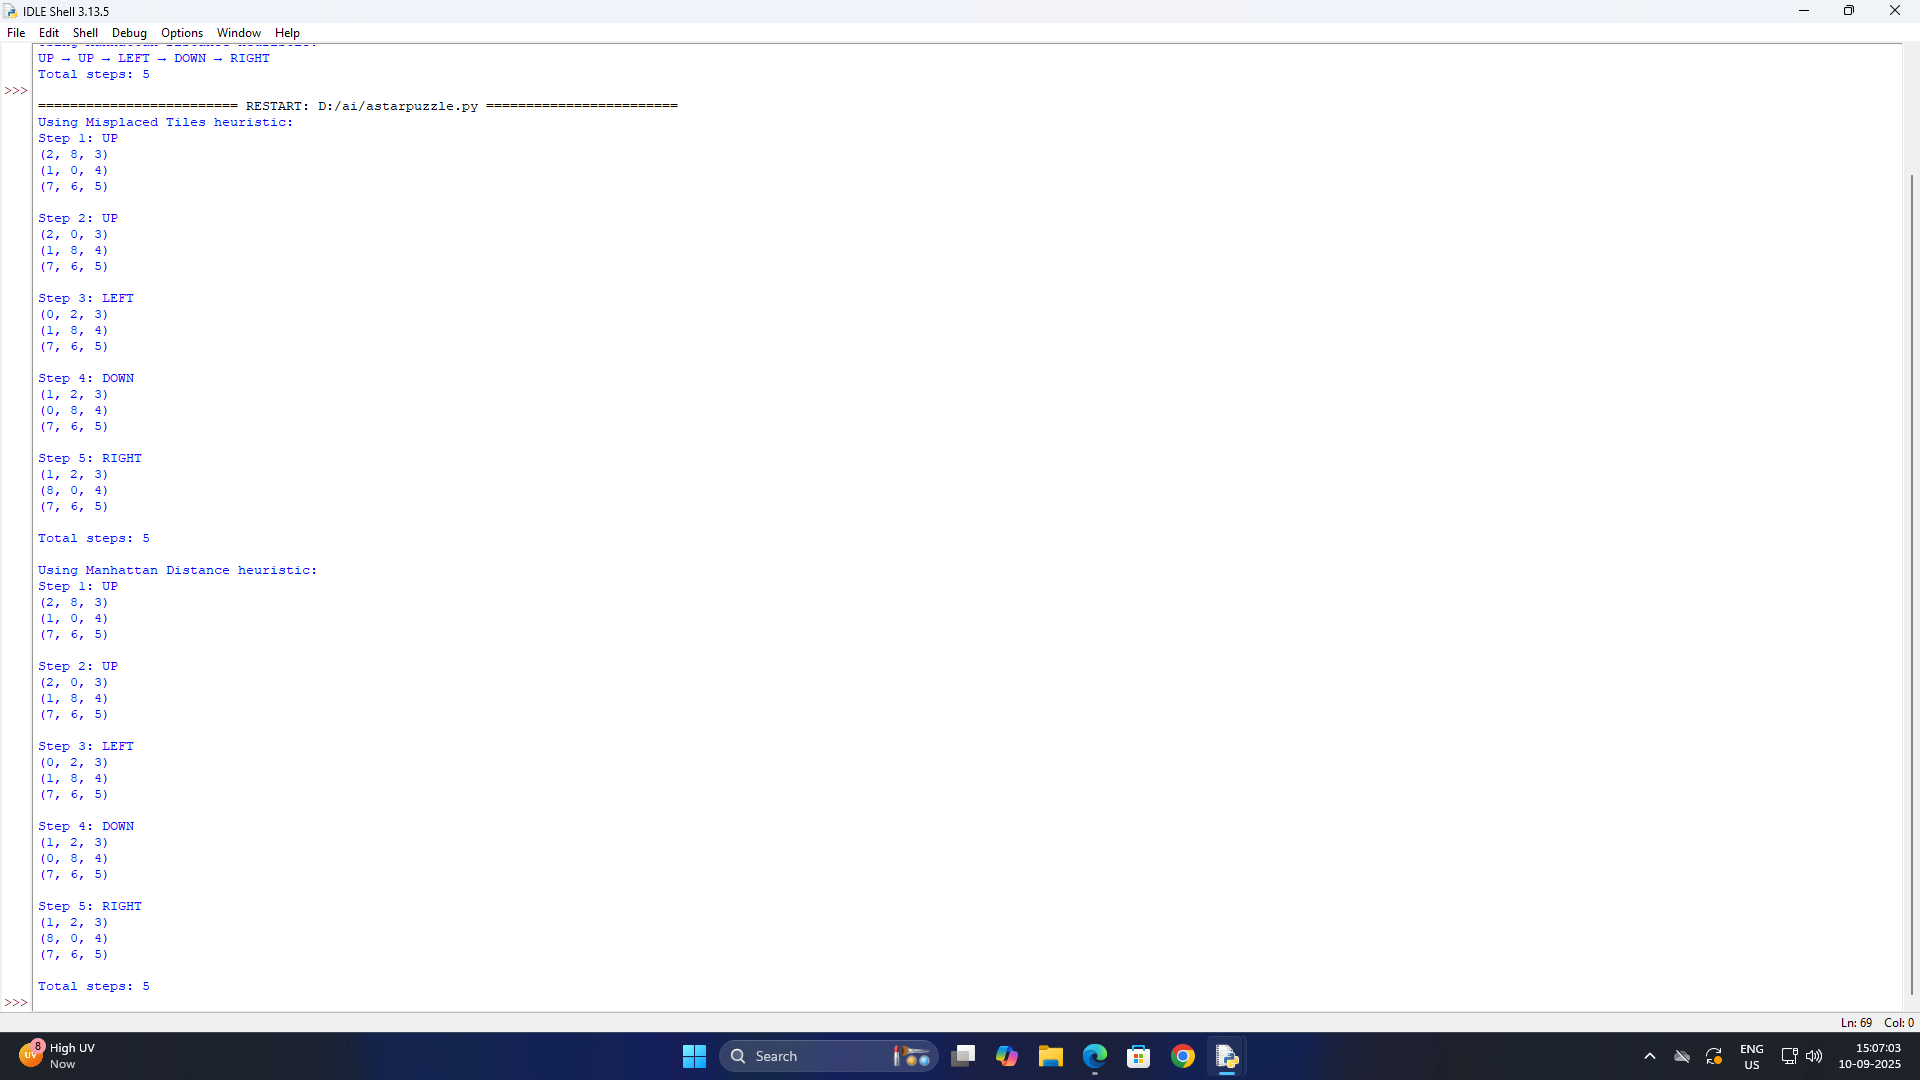 IDLE Shell 3.13.5
File Edit Shell Debug Options Window Help
UP → UP → LEFT → DOWN → RIGHT
Total steps: 5
>>>
========================= RESTART: D:/ai/astarpuzzle.py ========================
Using Misplaced Tiles heuristic:
Step 1: UP
(2, 8, 3)
(1, 0, 4)
(7, 6, 5)
Step 2: UP
(2, 0, 3)
(1, 8, 4)
(7, 6, 5)
Step 3: LEFT
(0, 2, 3)
(1, 8, 4)
(7, 6, 5)
Step 4: DOWN
(1, 2, 3)
(0, 8, 4)
(7, 6, 5)
Step 5: RIGHT
(1, 2, 3)
(8, 0, 4)
(7, 6, 5)
Total steps: 5
Using Manhattan Distance heuristic:
Step 1: UP
(2, 8, 3)
(1, 0, 4)
(7, 6, 5)
Step 2: UP
(2, 0, 3)
(1, 8, 4)
(7, 6, 5)
Step 3: LEFT
(0, 2, 3)
(1, 8, 4)
(7, 6, 5)
Step 4: DOWN
(1, 2, 3)
(0, 8, 4)
(7, 6, 5)
Step 5: RIGHT
(1, 2, 3)
(8, 0, 4)
(7, 6, 5)
Total steps: 5
>>>
Ln: 69 Col: 0
UV 8 High UV
Now
Search
ENG
US
15:07:03
10-09-2025